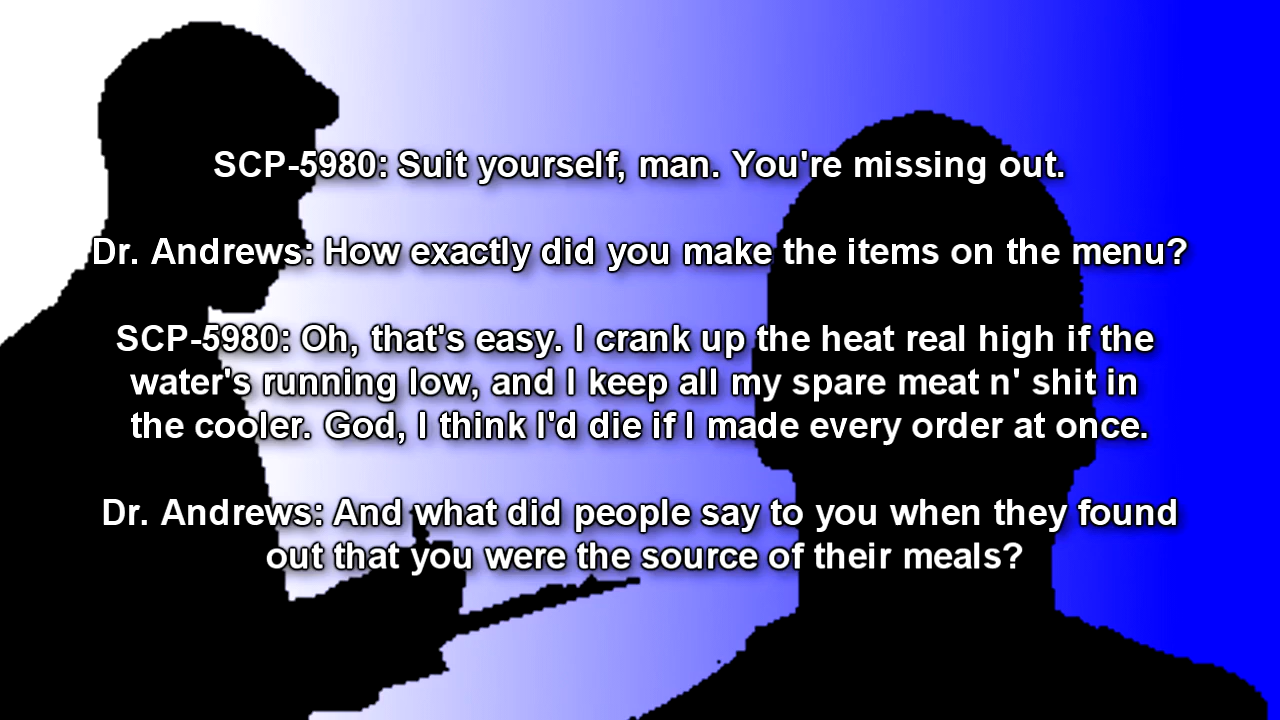 SCP-5980: Suit yourself, man. You're missing out.
Dr. Andrews: How exactly did you make the items on the menu?
SCP-5980: Oh, that's easy. I crank up the heat real high if the
water's running low, and I keep all my spare meat n' shit in
the cooler. God, I think I'd die if I made every order at once.
Dr. Andrews: And what did people say to you when they found
out that you were the source of their meals?